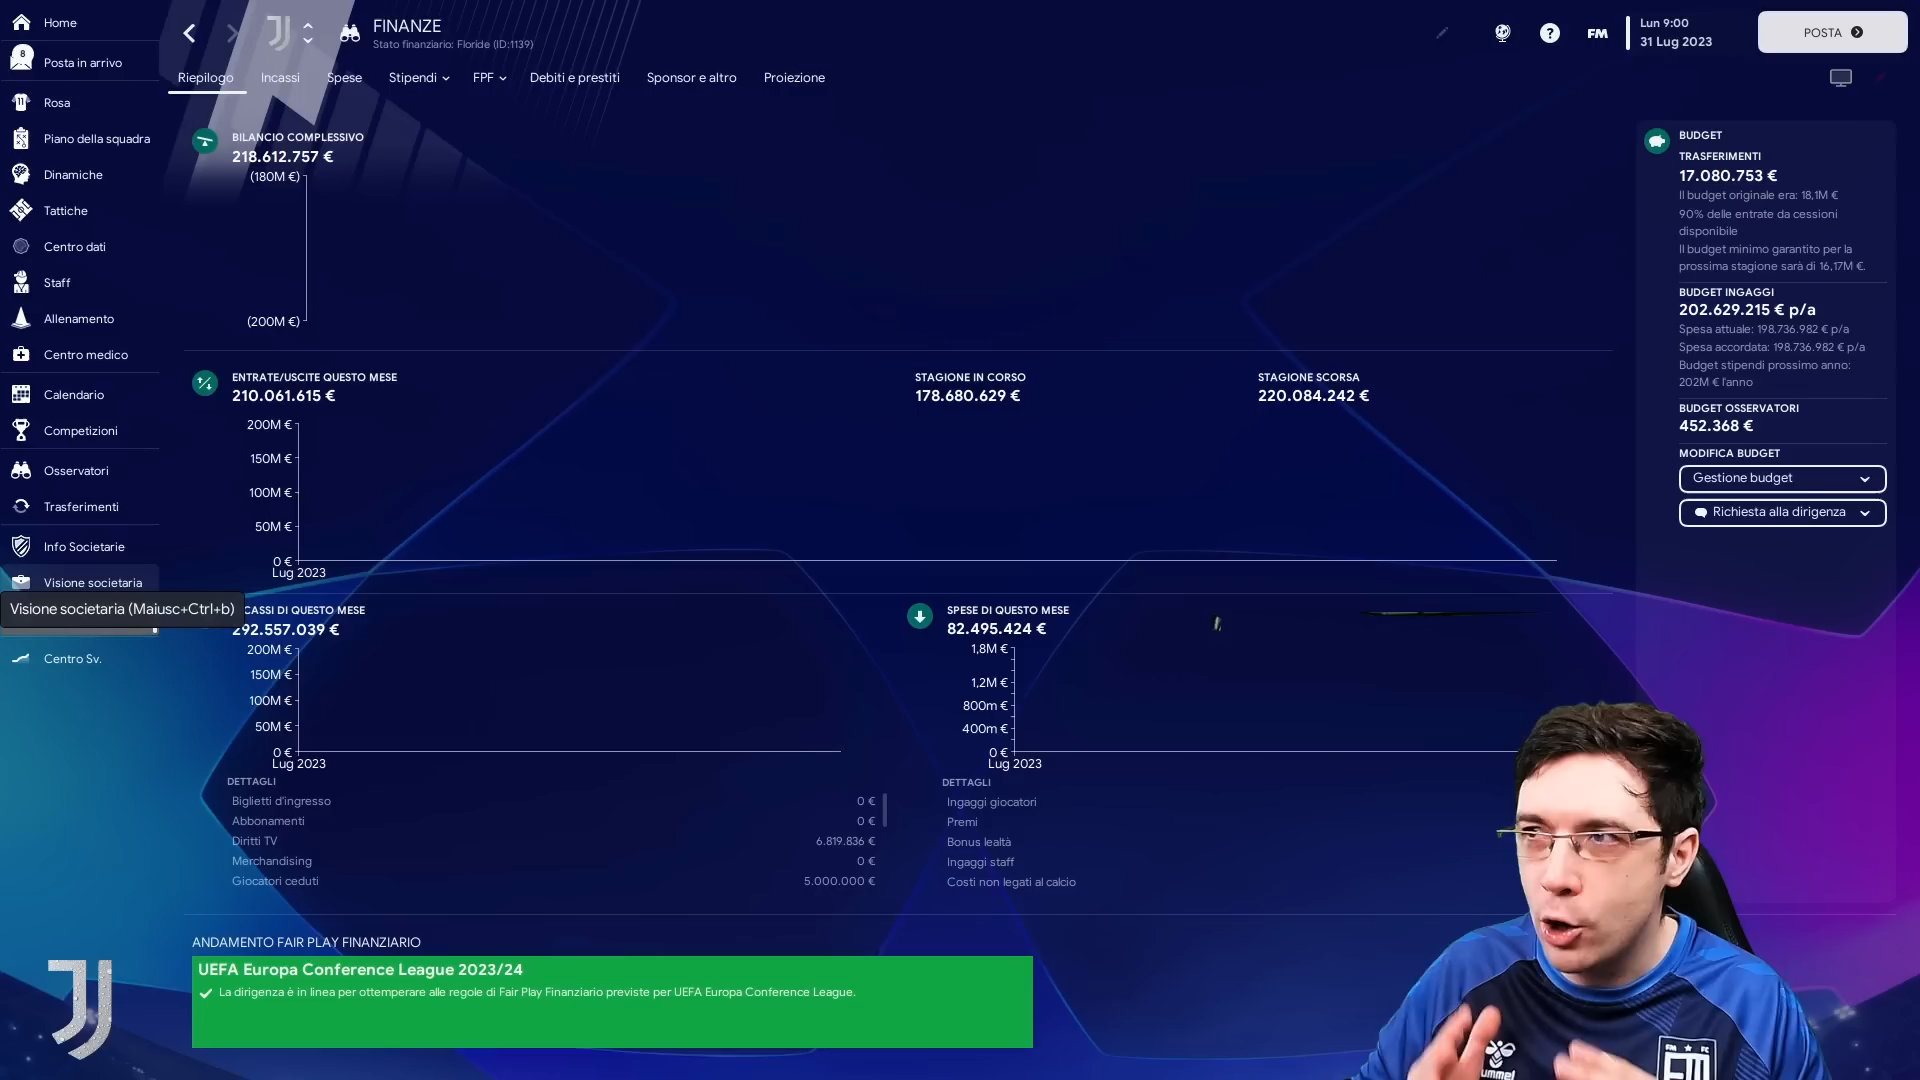 Home
8
Posta in arrivo
11
Rosa
Piano della squadra
Dinamiche
Tattiche
Centro dati
Staff
Allenamento
Centro medico
Calendario
Competizioni
Osservatori
Trasferimenti
Info Societarie
Visione societaria
Visione societaria (Maiusc+Ctrl+b)
Centro Sv.
FINANZE
Stato finanziario: Floride (ID:1139)
? FM
Lun 9:00
31 Lug 2023
POSTA
Riepilogo Incassi Spese Stipendi FPF Debiti e prestiti Sponsor e altro Proiezione
BILANCIO COMPLESSIVO
218.612.757 €
(180M €)
(200M €)
ENTRATE/USCITE QUESTO MESE
210.061.615 €
STAGIONE IN CORSO
178.680.629 €
STAGIONE SCORSA
220.084.242 €
200M €
150M €
100M €
50M €
0 €
Lug 2023
CASSI DI QUESTO MESE
292.557.039 €
200M €
150M €
100M €
50M €
0 €
Lug 2023
DETTAGLI
Biglietti d'ingresso 0 €
Abbonamenti 0 €
Diritti TV 6.819.836 €
Merchandising 0 €
Giocatori ceduti 5.000.000 €
SPESE DI QUESTO MESE
82.495.424 €
1,8M €
1,2M €
800m €
400m €
0 €
Lug 2023
DETTAGLI
Ingaggi giocatori
Premi
Bonus lealtà
Ingaggi staff
Costi non legati al calcio
ANDAMENTO FAIR PLAY FINANZIARIO
UEFA Europa Conference League 2023/24
La dirigenza è in linea per ottemperare alle regole di Fair Play Finanziario previste per UEFA Europa Conference League.
BUDGET
TRASFERIMENTI
17.080.753 €
Il budget originale era: 18,1M €
90% delle entrate da cessioni
disponibile
Il budget minimo garantito per la
prossima stagione sarà di 16,17M €.
BUDGET INGAGGI
202.629.215 € p/a
Spesa attuale: 198.736.982 € p/a
Spesa accordata: 198.736.982 € p/a
Budget stipendi prossimo anno:
202M € l'anno
BUDGET OSSERVATORI
452.368 €
MODIFICA BUDGET
Gestione budget
Richiesta alla dirigenza